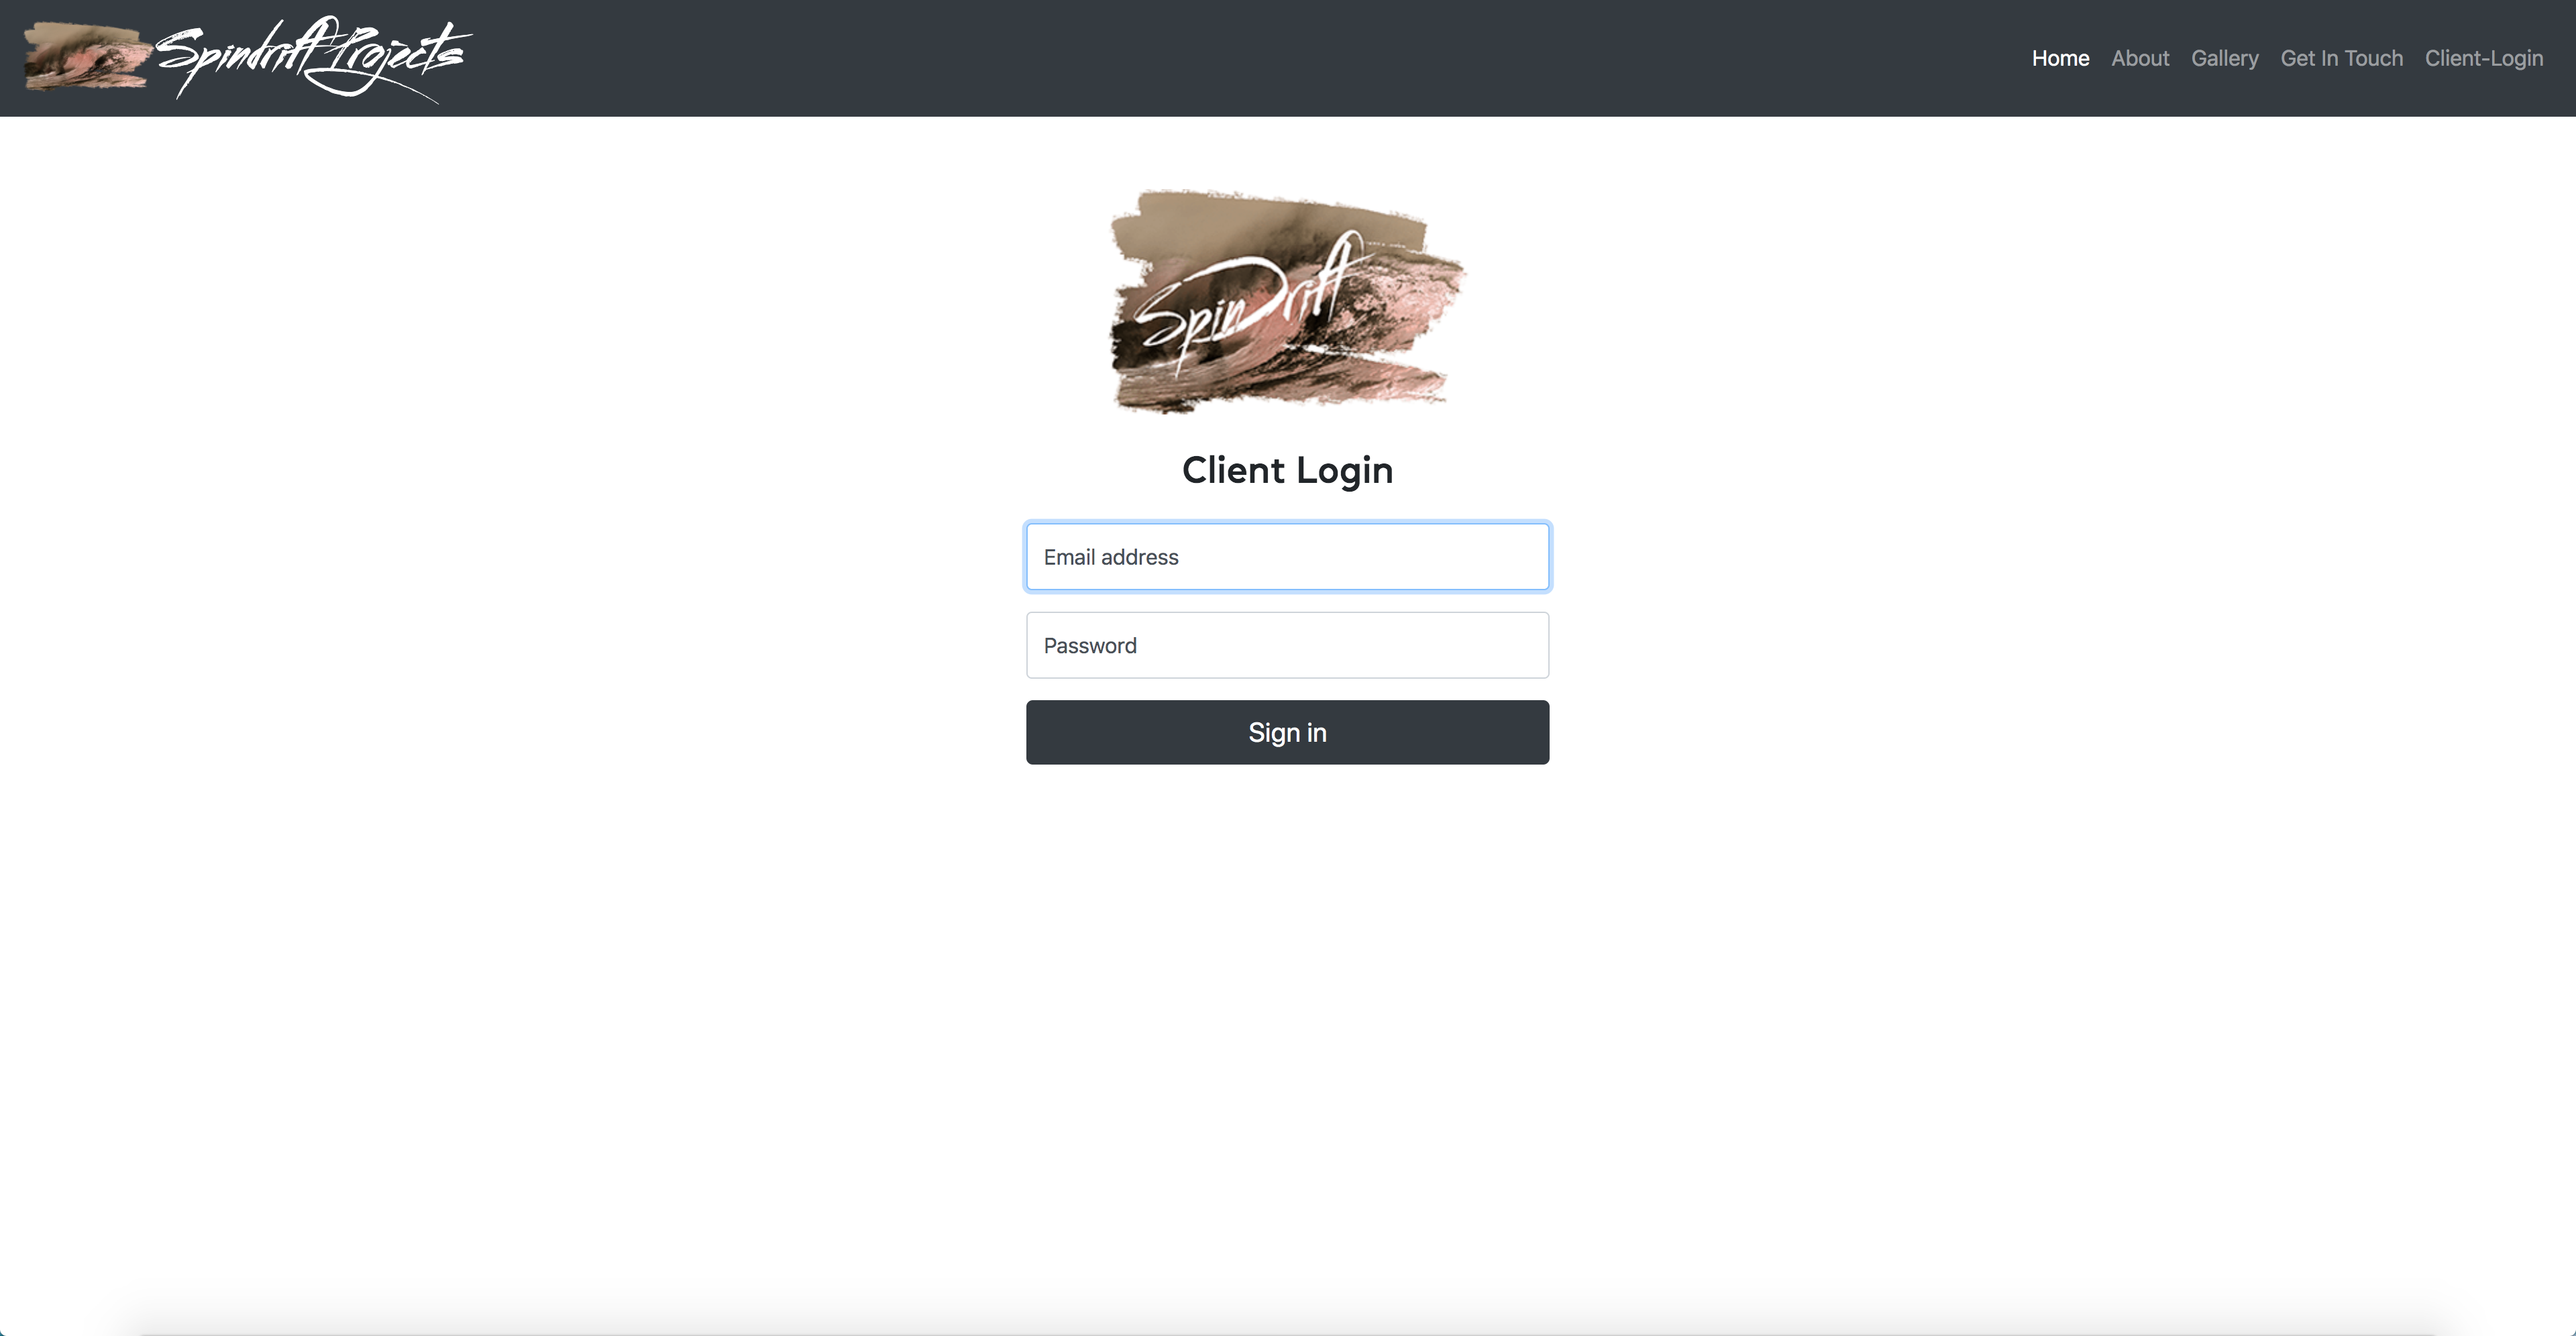 Spindrift Projects
Home About Gallery Get In Touch Client-Login
SpinDrift
Client Login
Email address
Password
Sign in